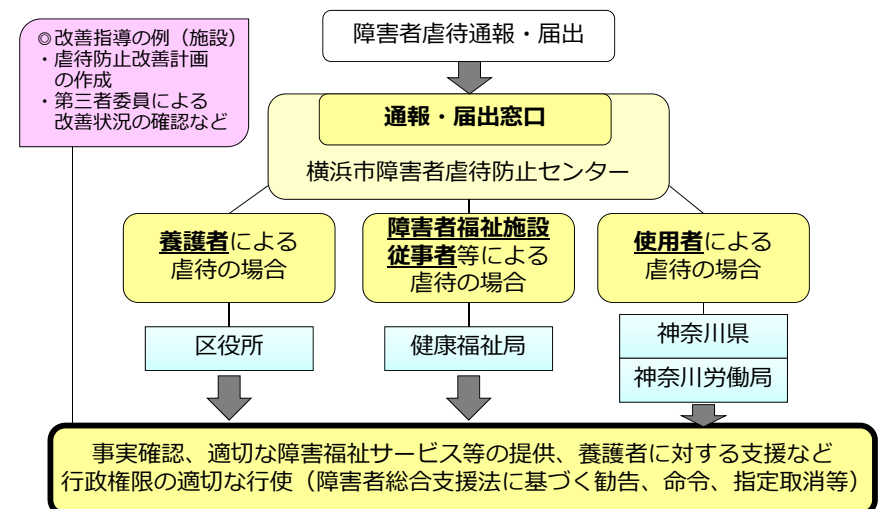 ◎改善指導の例（施設）
・虐待防止改善計画
の作成
・第三者委員による
改善状況の確認など
障害者虐待通報・届出
通報・届出窓口
横浜市障害者虐待防止センター
養護者による
虐待の場合
障害者福祉施設
従事者等による
虐待の場合
使用者による
虐待の場合
区役所
健康福祉局
神奈川県
神奈川労働局
事実確認、適切な障害福祉サービス等の提供、養護者に対する支援など
行政権限の適切な行使（障害者総合支援法に基づく勧告、命令、指定取消等）